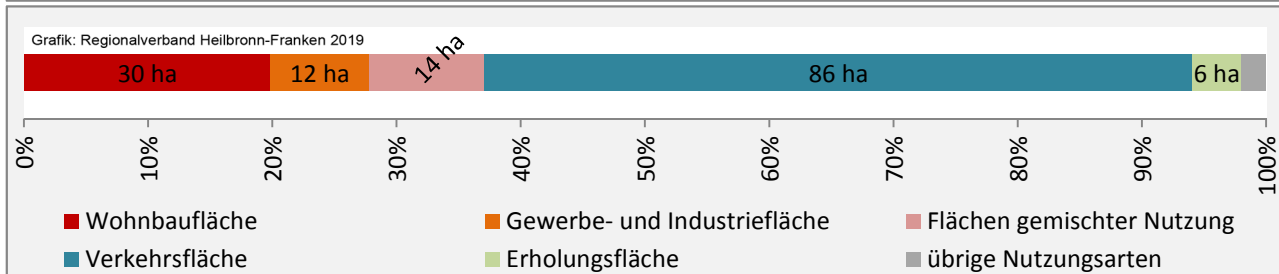 Grafik: Regionalverband Heilbronn-Franken 2019
30 ha 12 ha 14 ha 86 ha 6 ha
0% 10% 20% 30% 40% 50% 60% 70% 80% 90% 100%
Wohnbaufläche Gewerbe- und Industriefläche Flächen gemischter Nutzung
Verkehrsfläche Erholungsfläche übrige Nutzungsarten